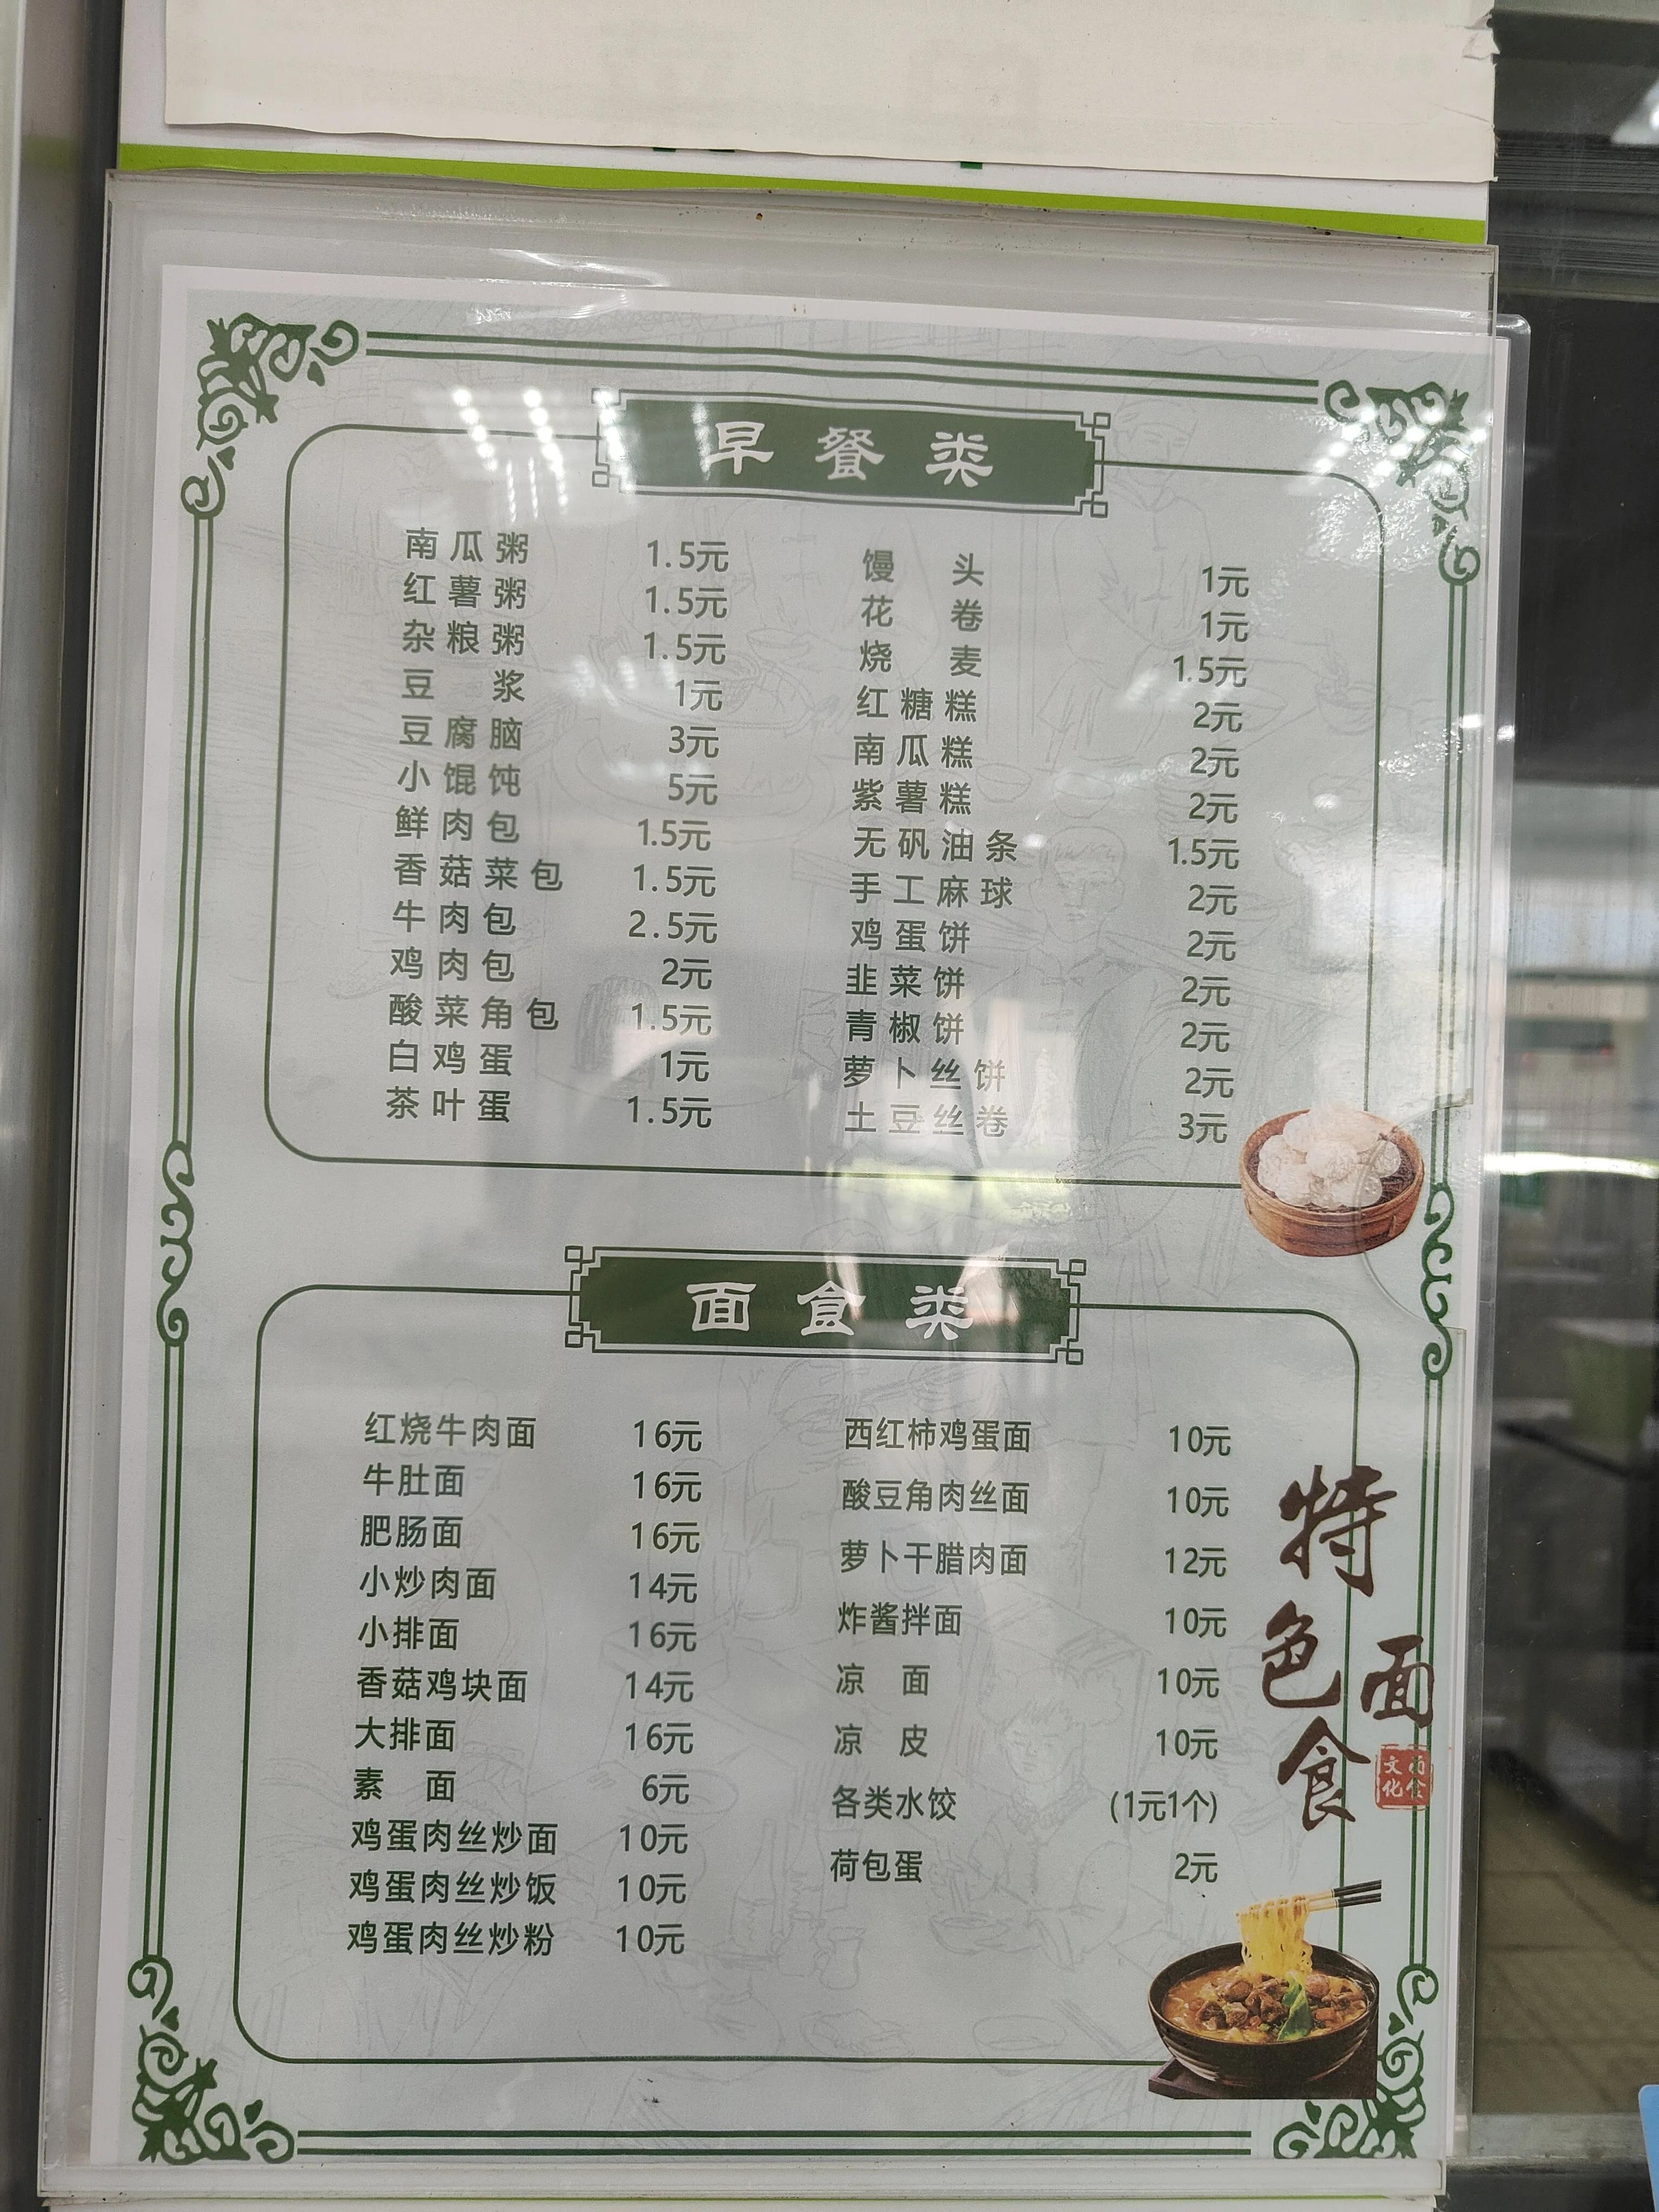 早餐类
南瓜粥 1.5元
红薯粥 1.5元
杂粮粥 1.5元
豆浆 1元
豆腐脑 3元
小馄饨 5元
鲜肉包 1.5元
香菇菜包 1.5元
牛肉包 2.5元
鸡肉包 2元
酸菜角包 1.5元
白鸡蛋 1元
茶叶蛋 1.5元
馒头 1元
花卷 1元
烧麦 1.5元
红糖糕 2元
南瓜糕 2元
紫薯糕 2元
无矾油条 1.5元
手工麻球 2元
鸡蛋饼 2元
韭菜饼 2元
青椒饼 2元
萝卜丝饼 2元
土豆丝卷 3元
面食类
红烧牛肉面 16元
牛肚面 16元
肥肠面 16元
小炒肉面 14元
小排面 16元
香菇鸡块面 14元
大排面 16元
素面 6元
鸡蛋肉丝炒面 10元
鸡蛋肉丝炒饭 10元
鸡蛋肉丝炒粉 10元
西红柿鸡蛋面 10元
酸豆角肉丝面 10元
萝卜干腊肉面 12元
炸酱拌面 10元
凉面 10元
凉皮 10元
各类水饺 (1元1个)
荷包蛋 2元
特色面食
面食文化